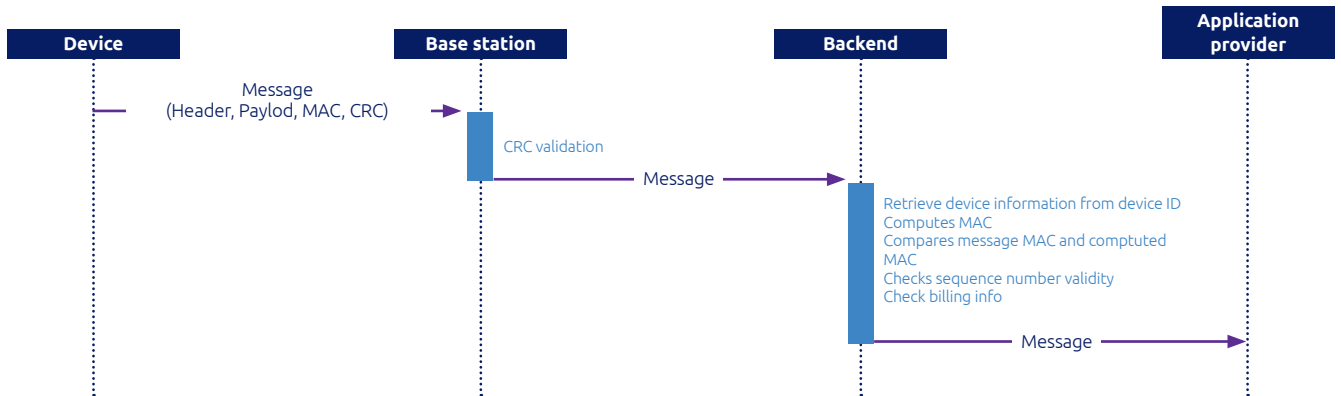 Device
Base station
Backend
Application
provider
Message
(Header, Paylod, MAC, CRC)
CRC validation
Message
Retrieve device information from device ID
Computes MAC
Compares message MAC and comptuted
MAC
Checks sequence number validity
Check billing info
Message